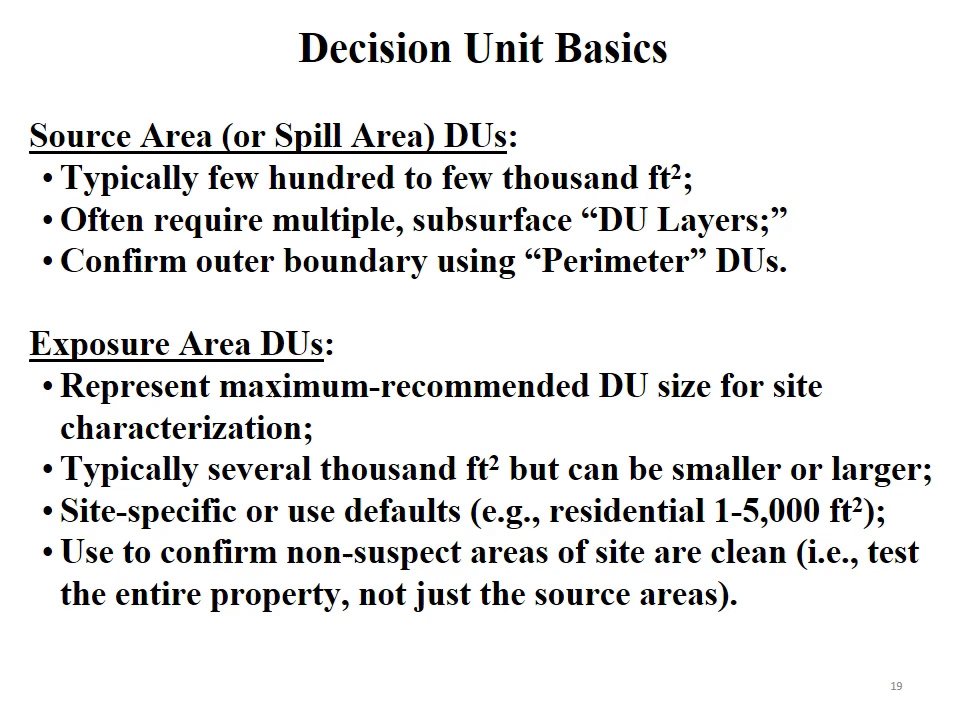 Decision Unit Basics
Source Area (or Spill Area) DUs:
• Typically few hundred to few thousand ft²;
• Often require multiple, subsurface “DU Layers;”
• Confirm outer boundary using “Perimeter” DUs.
Exposure Area DUs:
• Represent maximum-recommended DU size for site
characterization;
• Typically several thousand ft² but can be smaller or larger;
• Site-specific or use defaults (e.g., residential 1-5,000 ft²);
• Use to confirm non-suspect areas of site are clean (i.e., test
the entire property, not just the source areas).
19